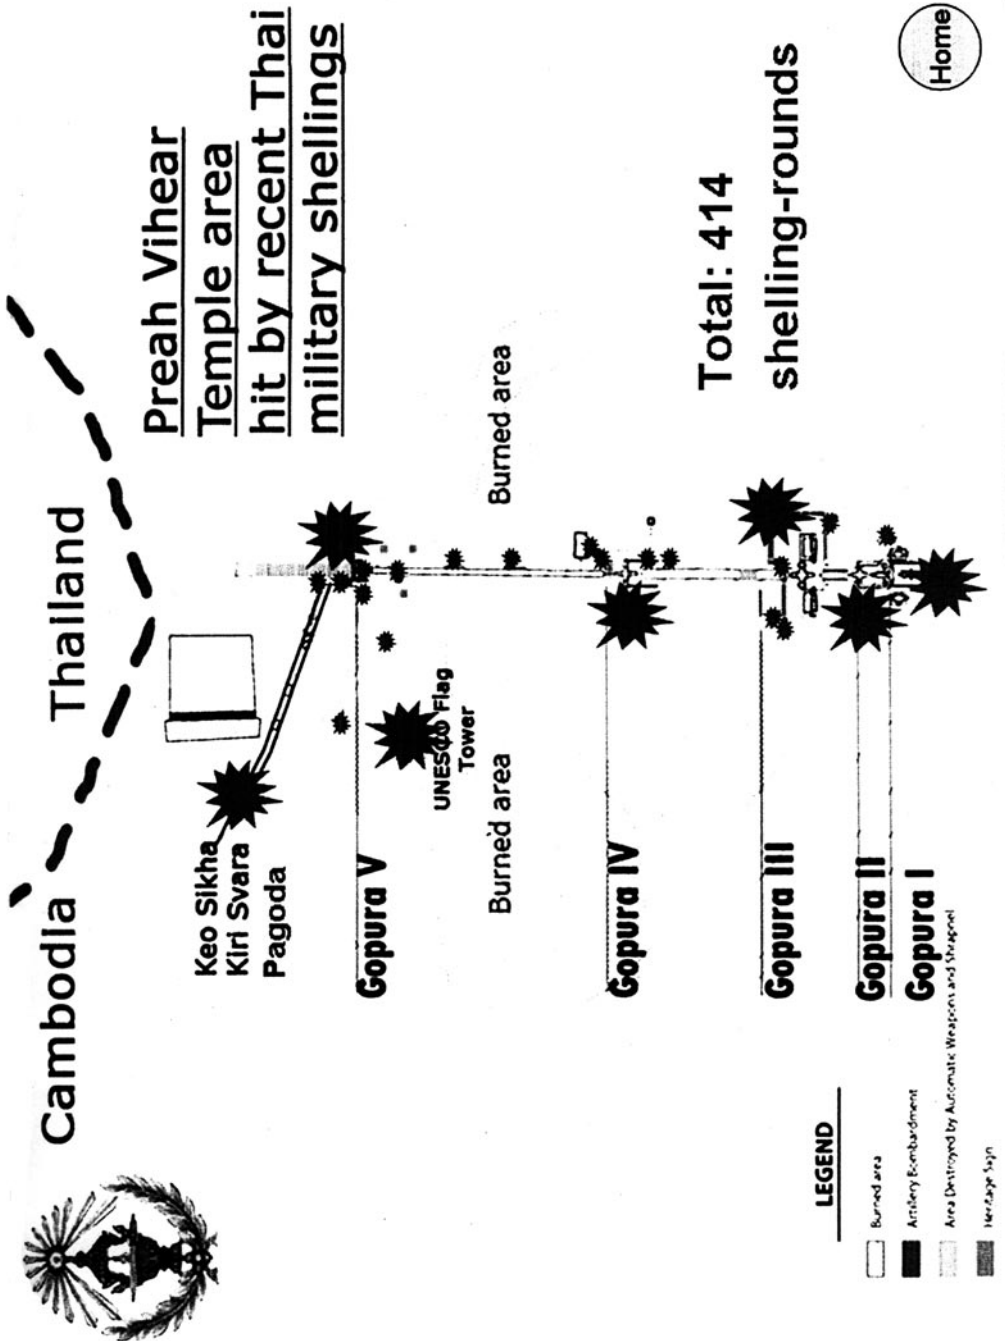 Cambodia
Thailand
Preah Vihear
Temple area
hit by recent Thai
military shellings
Keo Sikha
Kiri Svara
Pagoda
Gopura V
UNESCO Flag
Tower
Burned area
Burned area
Gopura IV
Total: 414
shelling-rounds
Gopura III
Gopura II
Gopura I
LEGEND
Burned area
Artillery Bombardment
Area Destroyed by Automatic Weapons and Shrapnel
Heritage Sign
Home